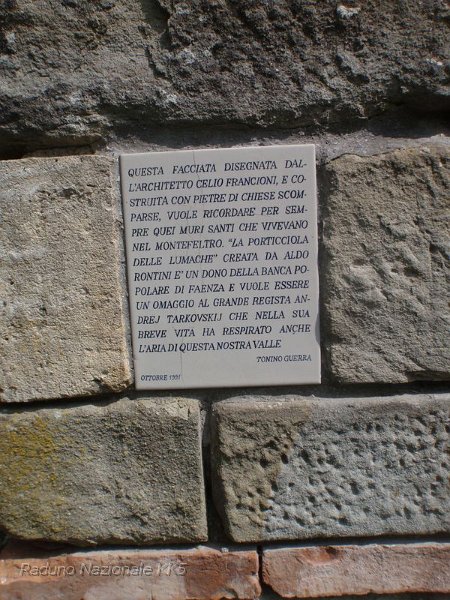 QUESTA FACCIATA DISEGNATA DAL-
L'ARCHITETTO CELIO FRANCIONI, E CO-
STRUITA CON PIETRE DI CHIESE SCOM-
PARSE, VUOLE RICORDARE PER SEM-
PRE QUEI MURI SANTI CHE VIVEVANO
NEL MONTEFELTRO. "LA PORTICCIOLA
DELLE LUMACHE" CREATA DA ALDO
RONTINI E' UN DONO DELLA BANCA PO-
POLARE DI FAENZA E VUOLE ESSERE
UN OMAGGIO AL GRANDE REGISTA AN-
DREJ TARKOVSKIJ CHE NELLA SUA
BREVE VITA HA RESPIRATO ANCHE
L'ARIA DI QUESTA NOSTRA VALLE
TONINO GUERRA
OTTOBRE 1991
Raduno Nazionale KK5